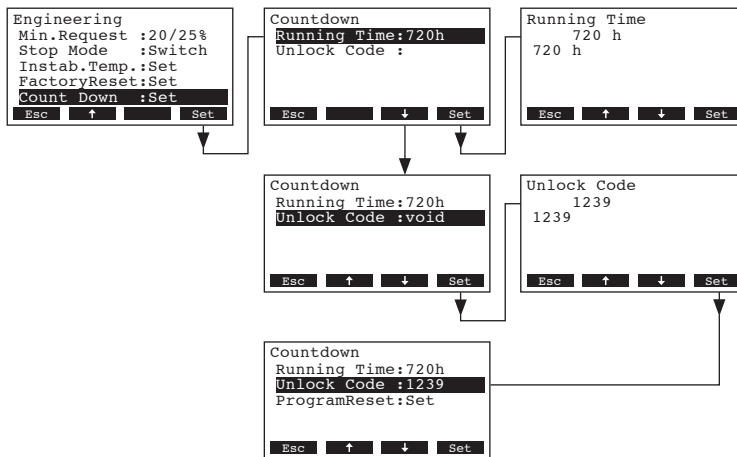 Engineering
Min.Request :20/25%
Stop Mode :Switch
Instab.Temp.:Set
FactoryReset:Set
Count Down :Set
Esc ↑ Set
Countdown
Running Time:720h
Unlock Code :
Esc ↓ Set
Running Time
720 h
720 h
Esc ↑ ↓ Set
Countdown
Running Time:720h
Unlock Code :void
Esc ↑ ↓ Set
Unlock Code
1239
1239
Esc ↑ ↓ Set
Countdown
Running Time:720h
Unlock Code :1239
ProgramReset:Set
Esc ↑ ↓ Set